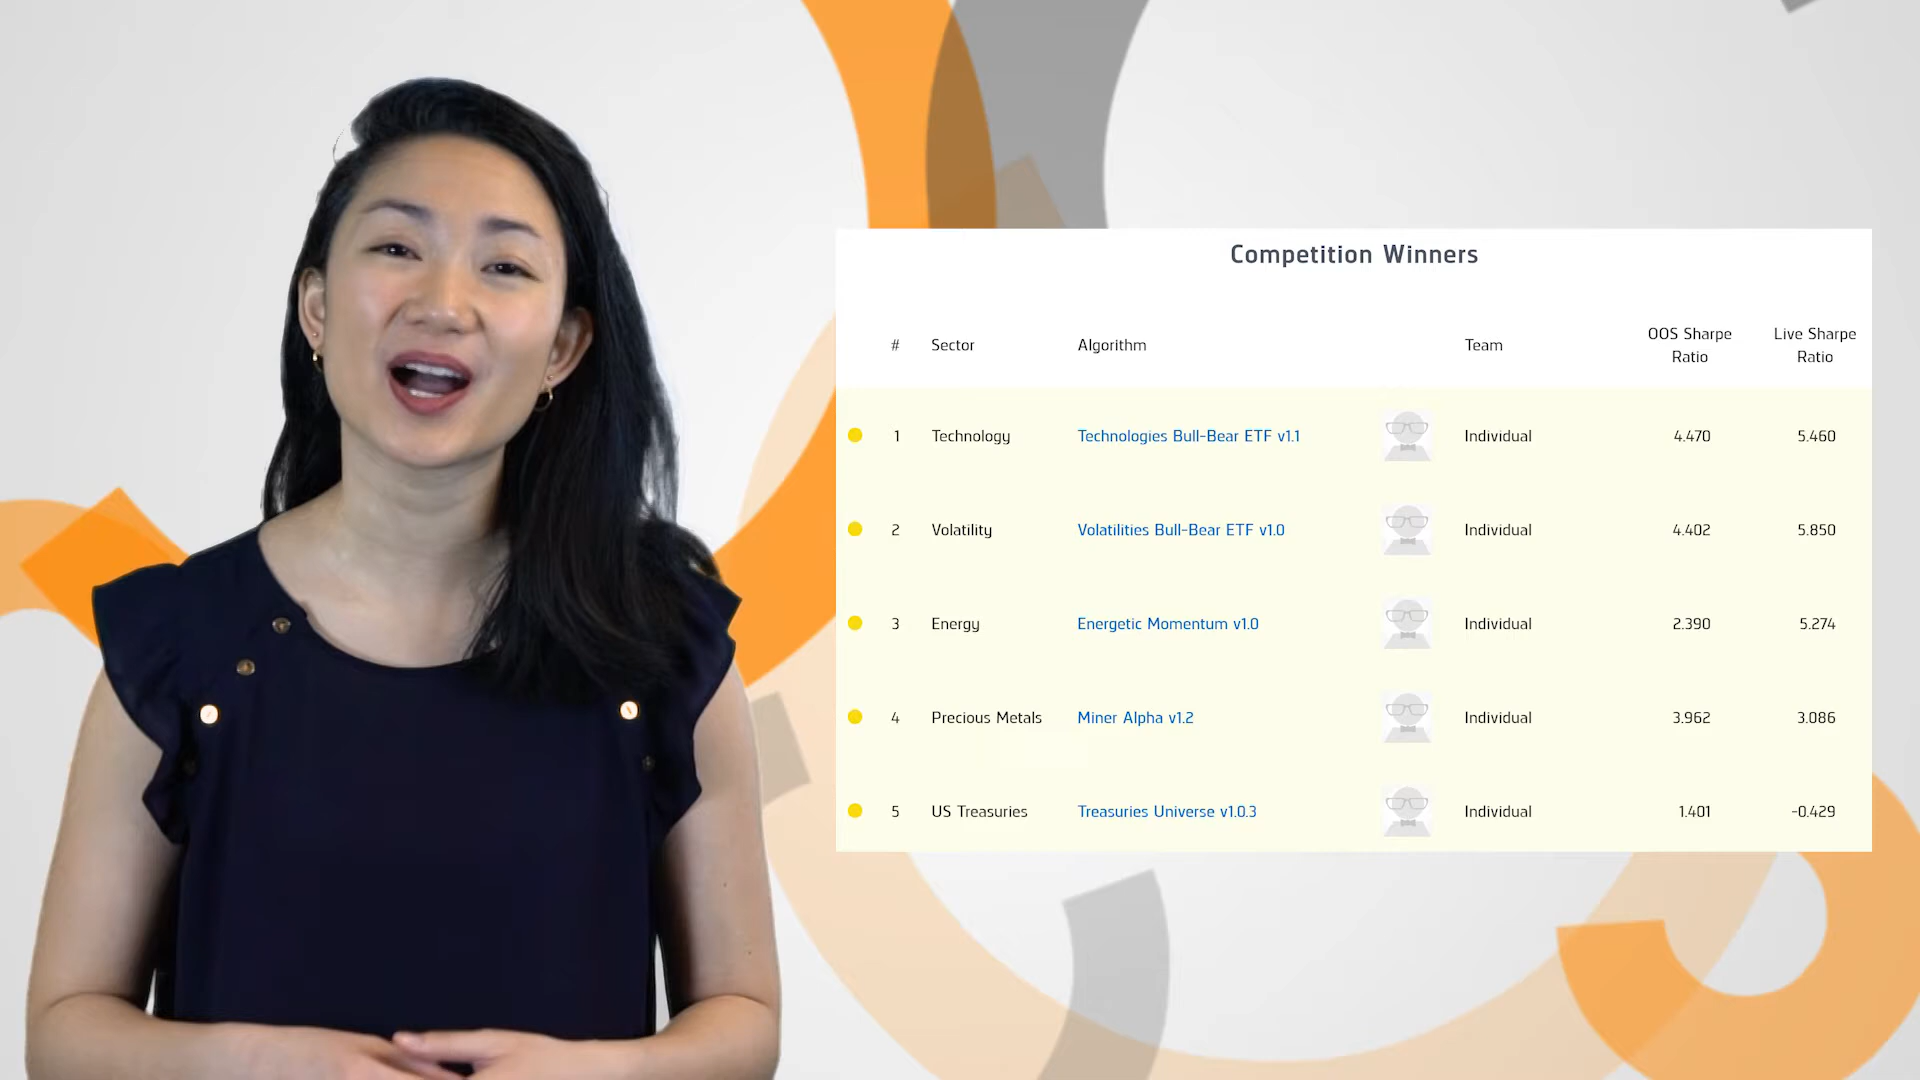 Competition Winners
# Sector Algorithm Team OOS Sharpe Ratio Live Sharpe Ratio
1 Technology Technologies Bull-Bear ETF v1.1 Individual 4.470 5.460
2 Volatility Volatilities Bull-Bear ETF v1.0 Individual 4.402 5.850
3 Energy Energetic Momentum v1.0 Individual 2.390 5.274
4 Precious Metals Miner Alpha v1.2 Individual 3.962 3.086
5 US Treasuries Treasuries Universe v1.0.3 Individual 1.401 -0.429